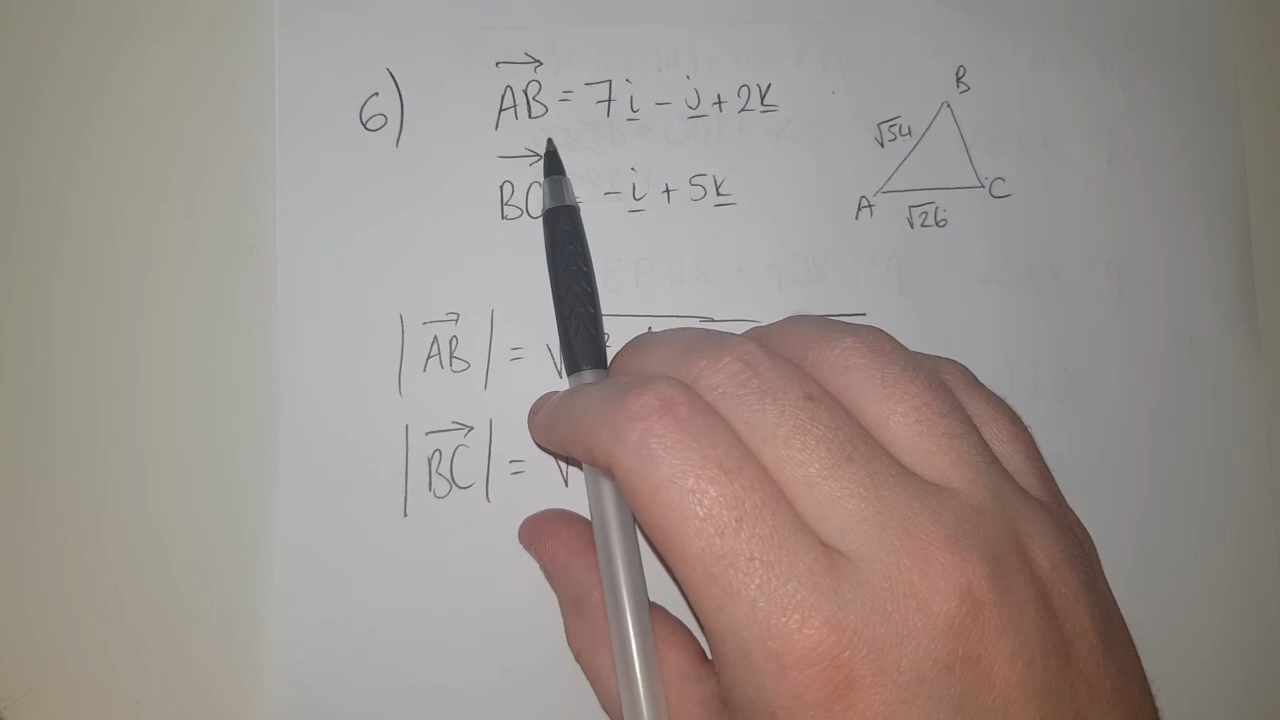 6) AB = 7i - j + 2k
BC = -i + 5k
B
√54
A
C
√26
|AB| = √
|BC| = √